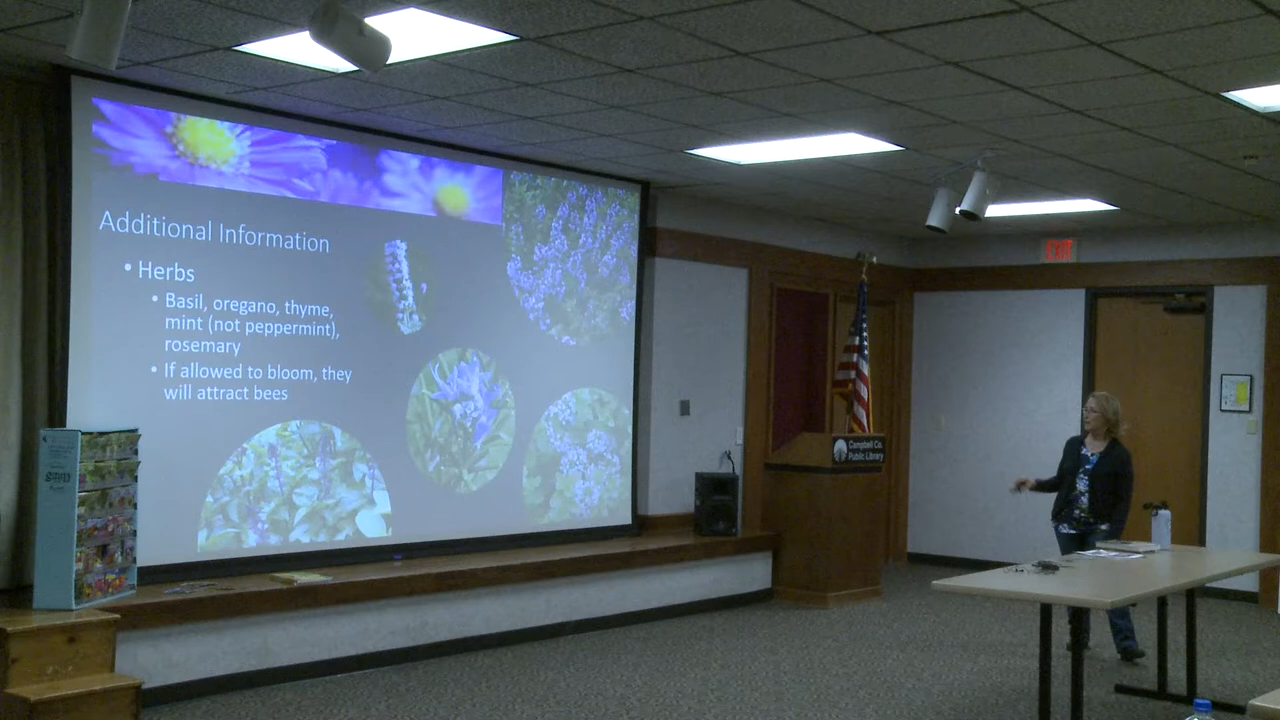 Additional Information
• Herbs
• Basil, oregano, thyme,
mint (not peppermint),
rosemary
• If allowed to bloom, they
will attract bees
EXIT
Campbell Co.
Public Library